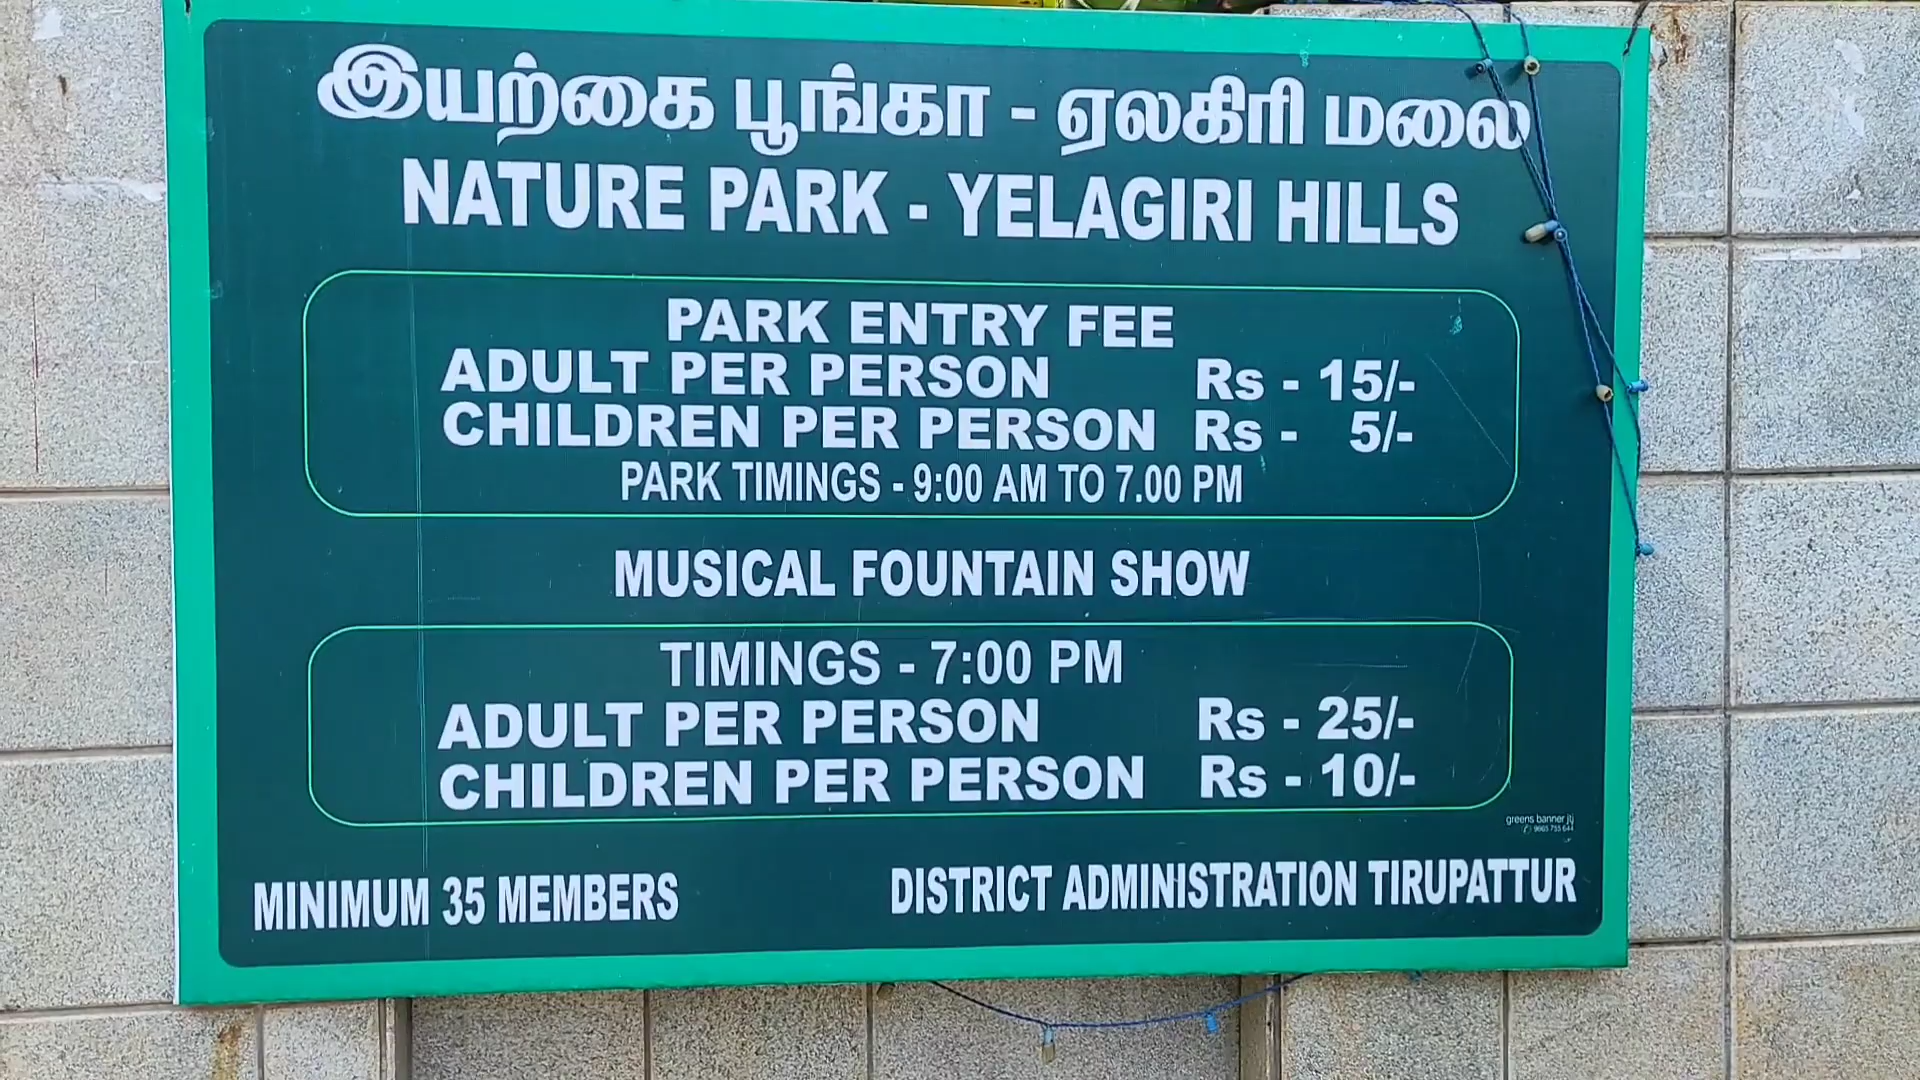 இயற்கை பூங்கா - ஏலகிரி மலை
NATURE PARK - YELAGIRI HILLS
PARK ENTRY FEE
ADULT PER PERSON Rs - 15/-
CHILDREN PER PERSON Rs - 5/-
PARK TIMINGS - 9:00 AM TO 7.00 PM
MUSICAL FOUNTAIN SHOW
TIMINGS - 7:00 PM
ADULT PER PERSON Rs - 25/-
CHILDREN PER PERSON Rs - 10/-
greens banner jtj
MINIMUM 35 MEMBERS
DISTRICT ADMINISTRATION TIRUPATTUR